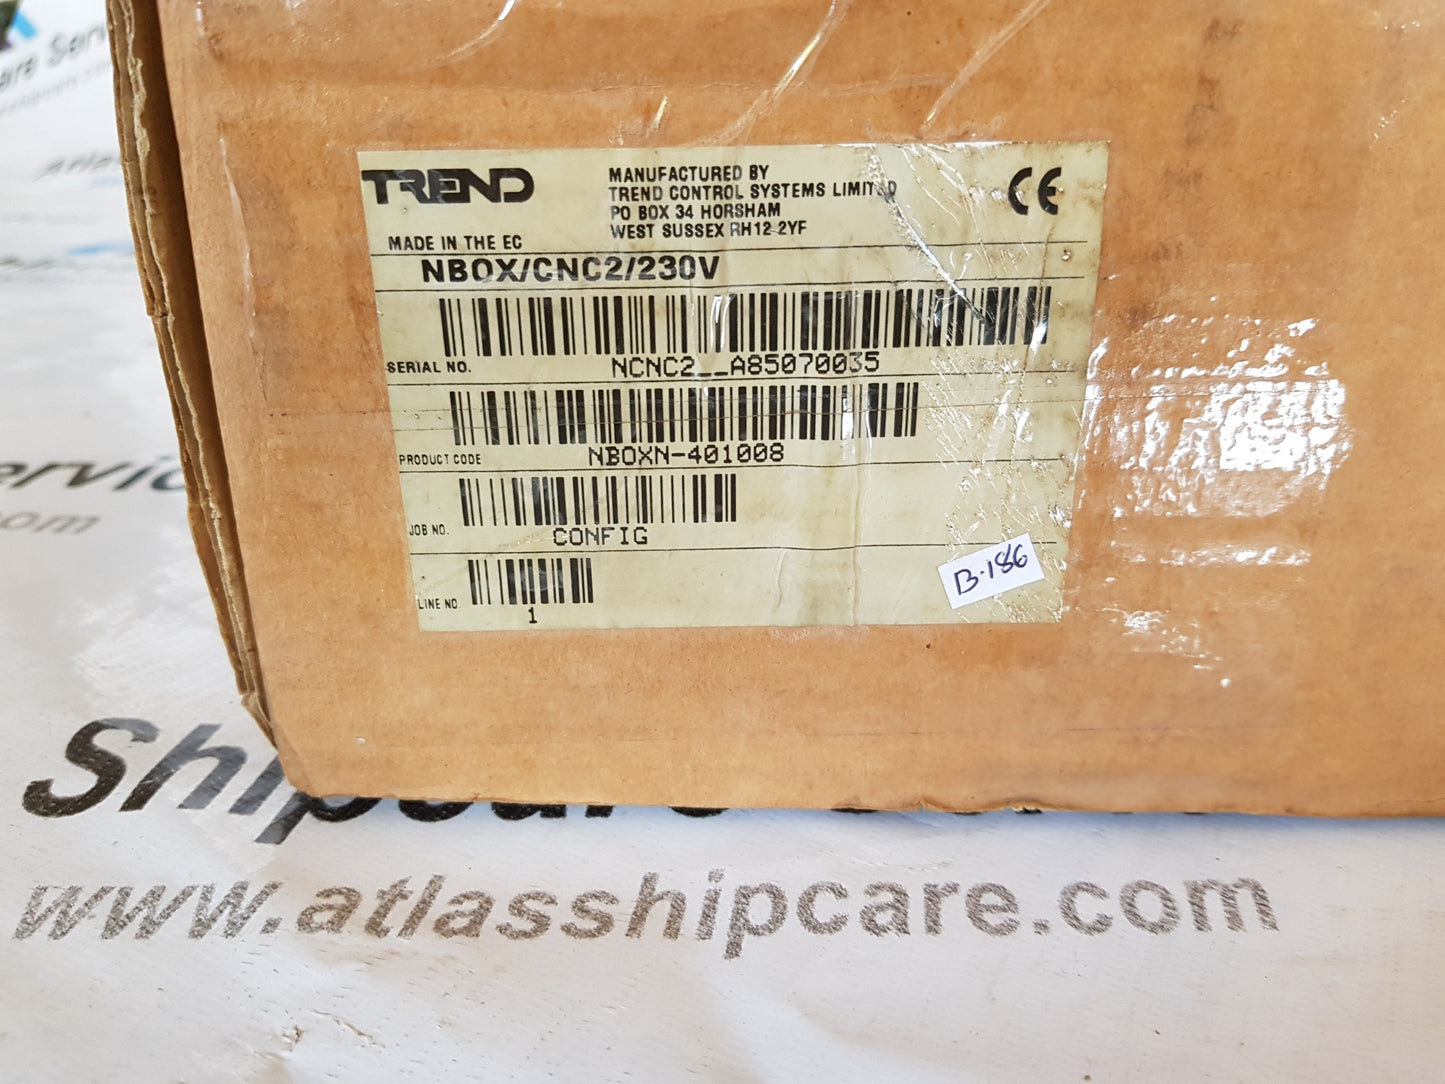 TREND
MANUFACTURED BY
TREND CONTROL SYSTEMS LIMITED
PO BOX 34 HORSHAM
WEST SUSSEX RH12 2YF
CE
MADE IN THE EC
NBOX/CNC2/230V
SERIAL NO.
NCNC2__A85070035
PRODUCT CODE
NBOXN-401008
JOB NO.
CONFIG
LINE NO.
1
B-186
www.atlasshipcare.com